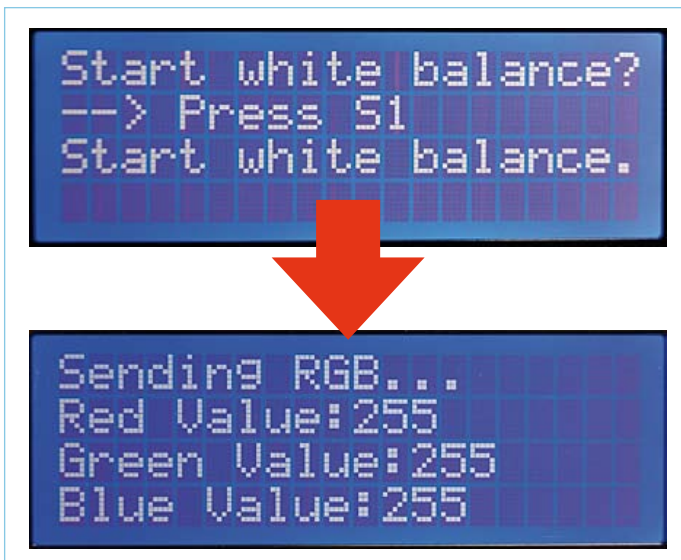 Start white balance?
--> Press S1
Start white balance.
Sending RGB...
Red Value:255
Green Value:255
Blue Value:255